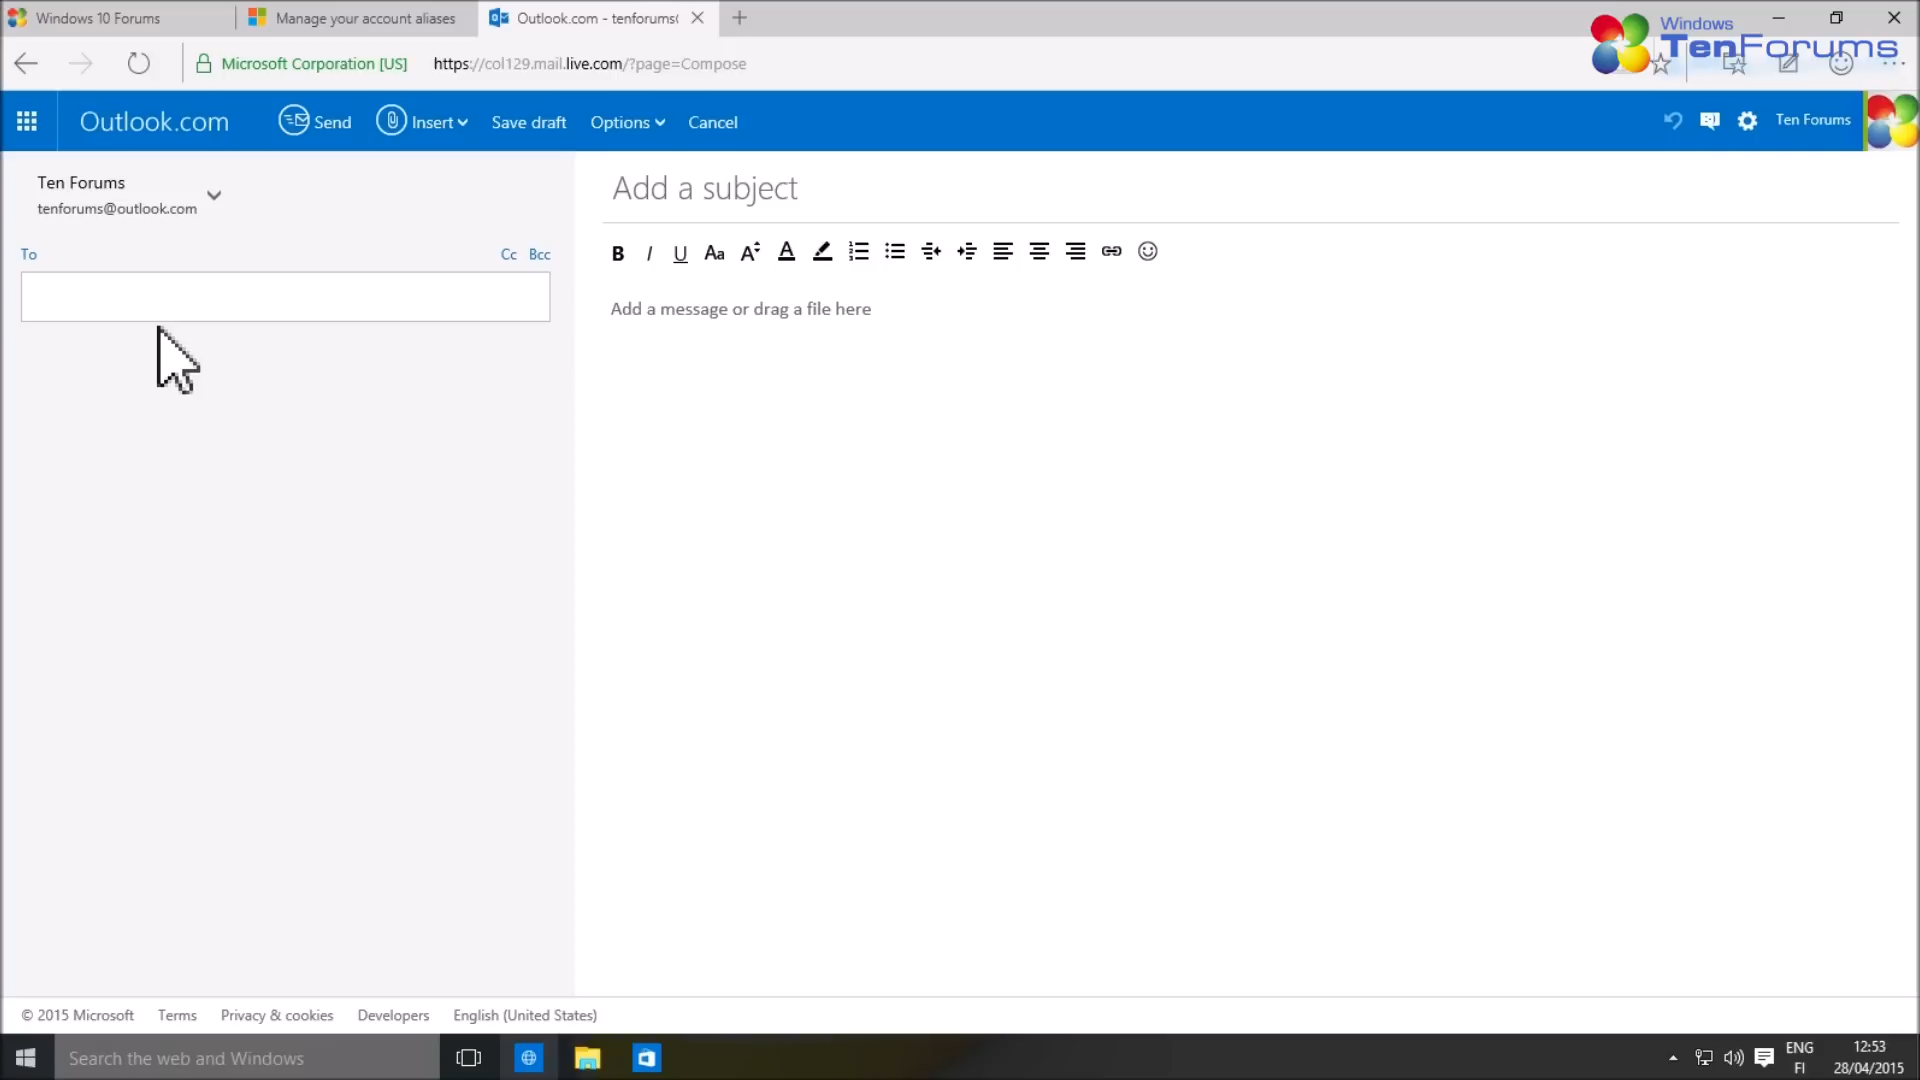 Windows 10 Forums
Manage your account aliases
Outlook.com - tenforums(
Windows
TenForums
Microsoft Corporation [US]
https://col129.mail.live.com/?page=Compose
Outlook.com
Send
Insert
Save draft
Options
Cancel
Ten Forums
Ten Forums
tenforums@outlook.com
Add a subject
To
Cc
Bcc
B I U Aa A A
Add a message or drag a file here
© 2015 Microsoft
Terms
Privacy & cookies
Developers
English (United States)
Search the web and Windows
ENG
FI
12:53
28/04/2015